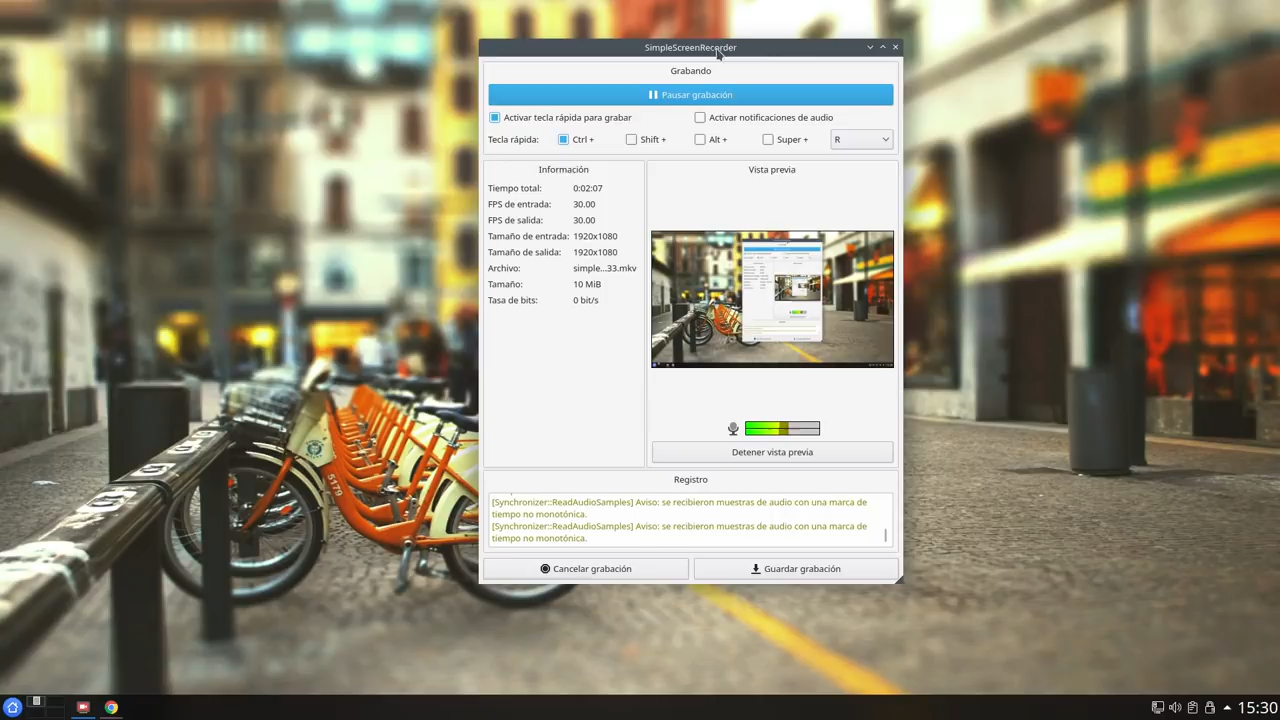 SimpleScreenRecorder
Grabando
Pausar grabación
Activar tecla rápida para grabar
Activar notificaciones de audio
Tecla rápida:
Ctrl +
Shift +
Alt +
Super +
R
Información
Tiempo total: 0:02:07
FPS de entrada: 30.00
FPS de salida: 30.00
Tamaño de entrada: 1920x1080
Tamaño de salida: 1920x1080
Archivo: simple...33.mkv
Tamaño: 10 MiB
Tasa de bits: 0 bit/s
Vista previa
Detener vista previa
Registro
[Synchronizer::ReadAudioSamples] Aviso: se recibieron muestras de audio con una marca de
tiempo no monotónica.
[Synchronizer::ReadAudioSamples] Aviso: se recibieron muestras de audio con una marca de
tiempo no monotónica.
Cancelar grabación
Guardar grabación
5179
15:30